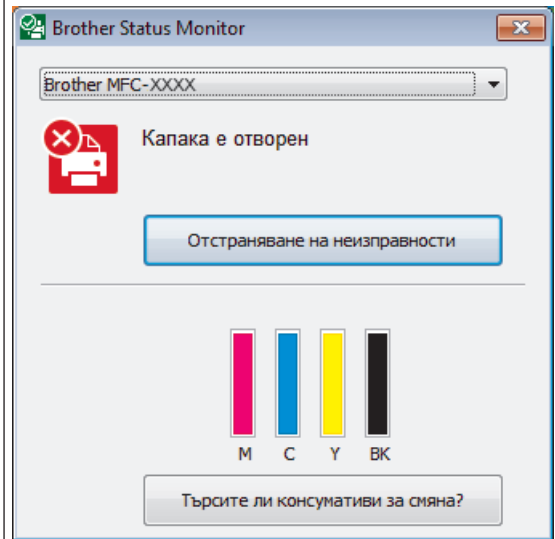 Brother Status Monitor
Brother MFC-XXXX
Капака е отворен
Отстраняване на неизправности
M C Y BK
Търсите ли консумативи за смяна?